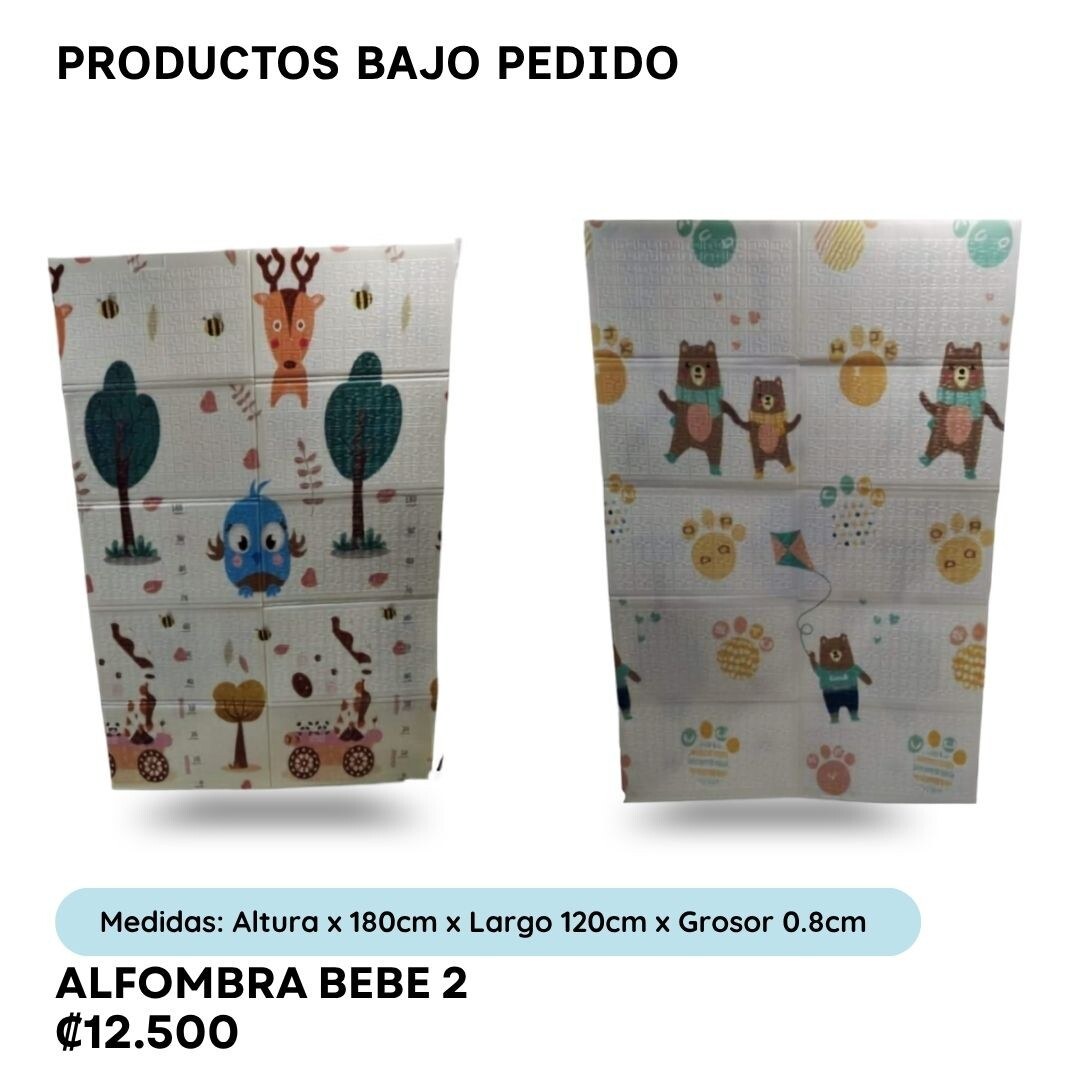 PRODUCTOS BAJO PEDIDO
Medidas: Altura x 180cm x Largo 120cm x Grosor 0.8cm
ALFOMBRA BEBE 2
₡12.500